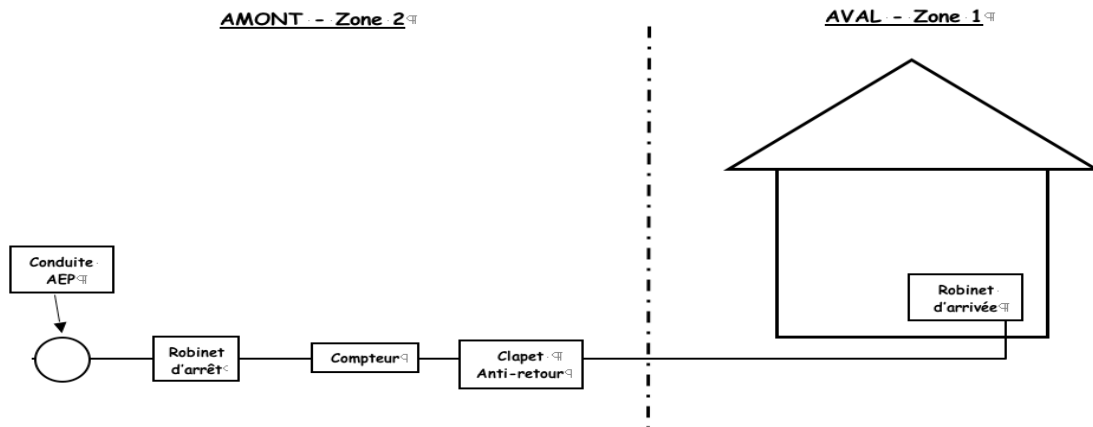 AMONT - Zone 2¶
AVAL - Zone 1¶
Conduite
AEP¶
Robinet
d'arrêt
Compteur¶
Clapet ¶
Anti-retour¶
Robinet
d'arrivée¶